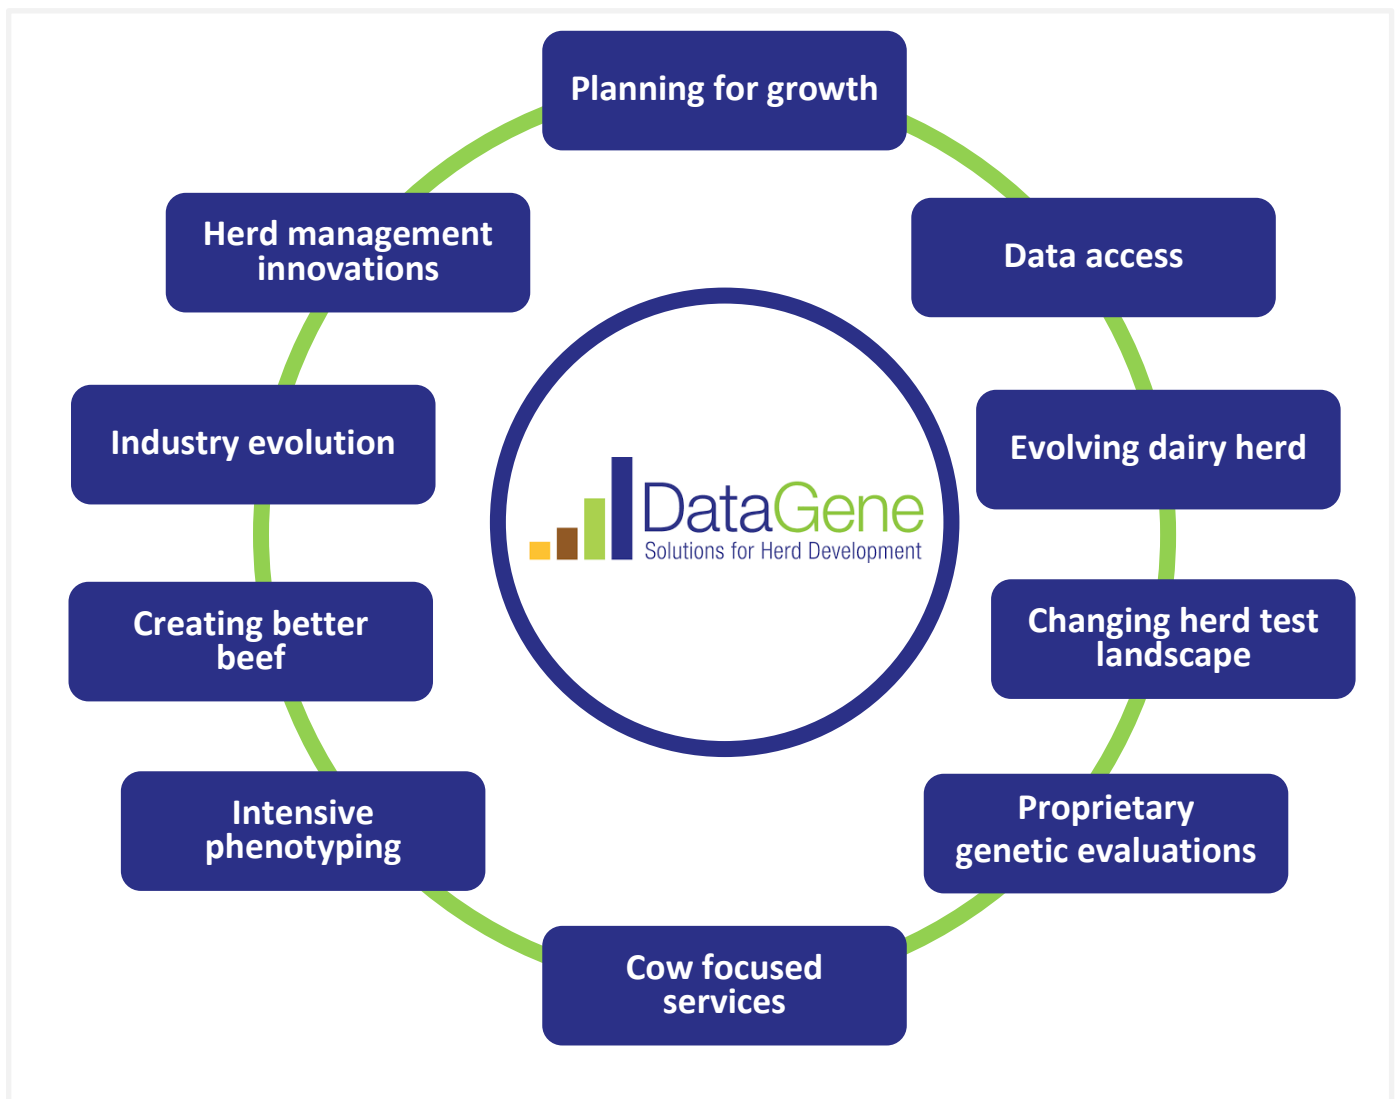 Planning for growth
Data access
Evolving dairy herd
Changing herd test
landscape
Proprietary
genetic evaluations
Cow focused
services
Intensive
phenotyping
Creating better
beef
Industry evolution
Herd management
innovations
DataGene
Solutions for Herd Development